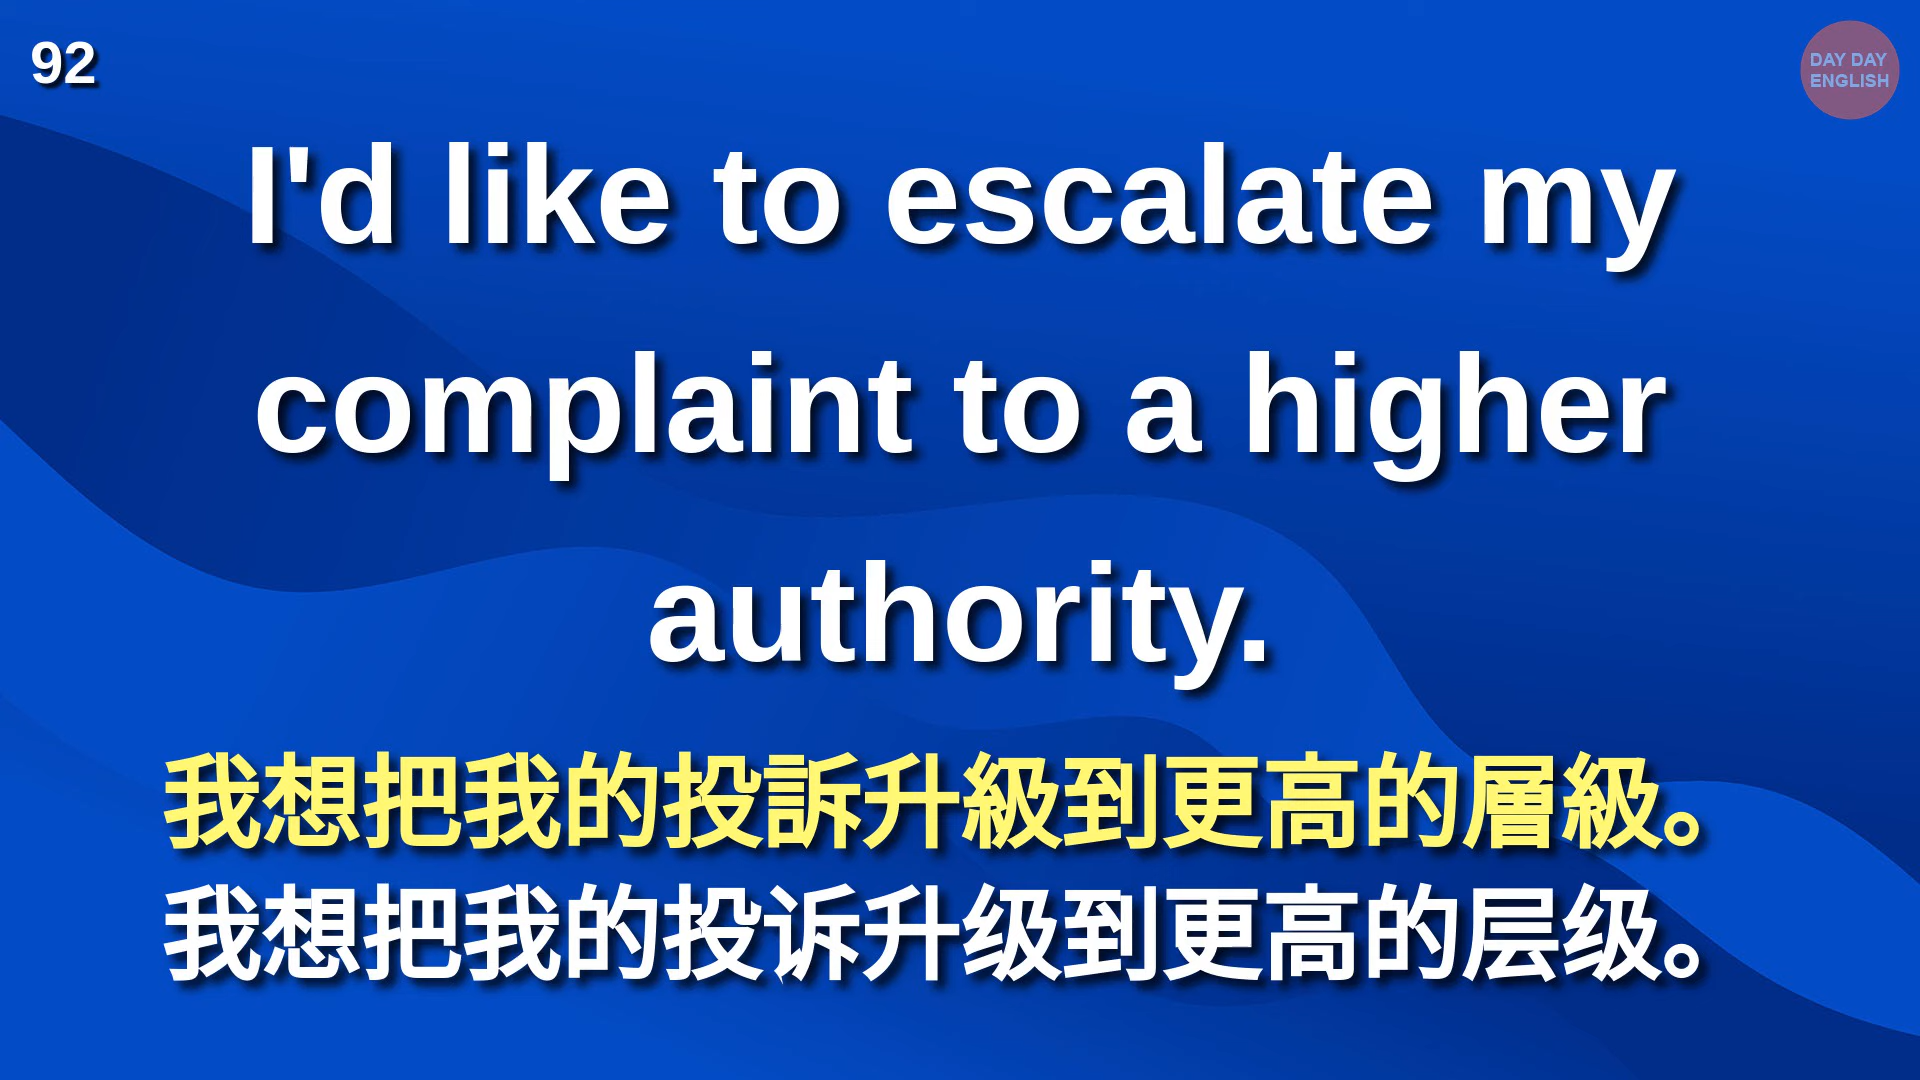 92
DAY DAY
ENGLISH
I'd like to escalate my
complaint to a higher
authority.
我想把我的投訴升級到更高的層級。
我想把我的投诉升级到更高的层级。